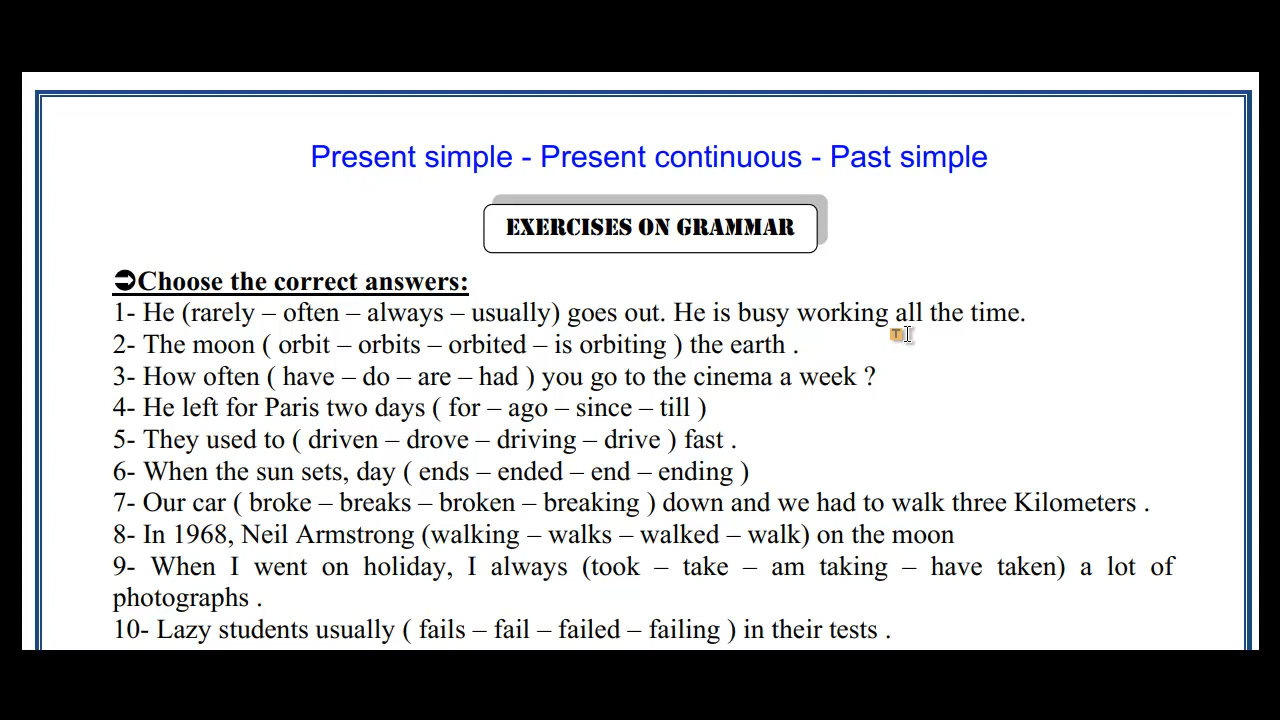 Present simple - Present continuous - Past simple
EXERCISES ON GRAMMAR
➲Choose the correct answers:
1- He (rarely – often – always – usually) goes out. He is busy working all the time.
2- The moon ( orbit – orbits – orbited – is orbiting ) the earth .
3- How often ( have – do – are – had ) you go to the cinema a week ?
4- He left for Paris two days ( for – ago – since – till )
5- They used to ( driven – drove – driving – drive ) fast .
6- When the sun sets, day ( ends – ended – end – ending )
7- Our car ( broke – breaks – broken – breaking ) down and we had to walk three Kilometers .
8- In 1968, Neil Armstrong (walking – walks – walked – walk) on the moon
9- When I went on holiday, I always (took – take – am taking – have taken) a lot of
photographs .
10- Lazy students usually ( fails – fail – failed – failing ) in their tests .